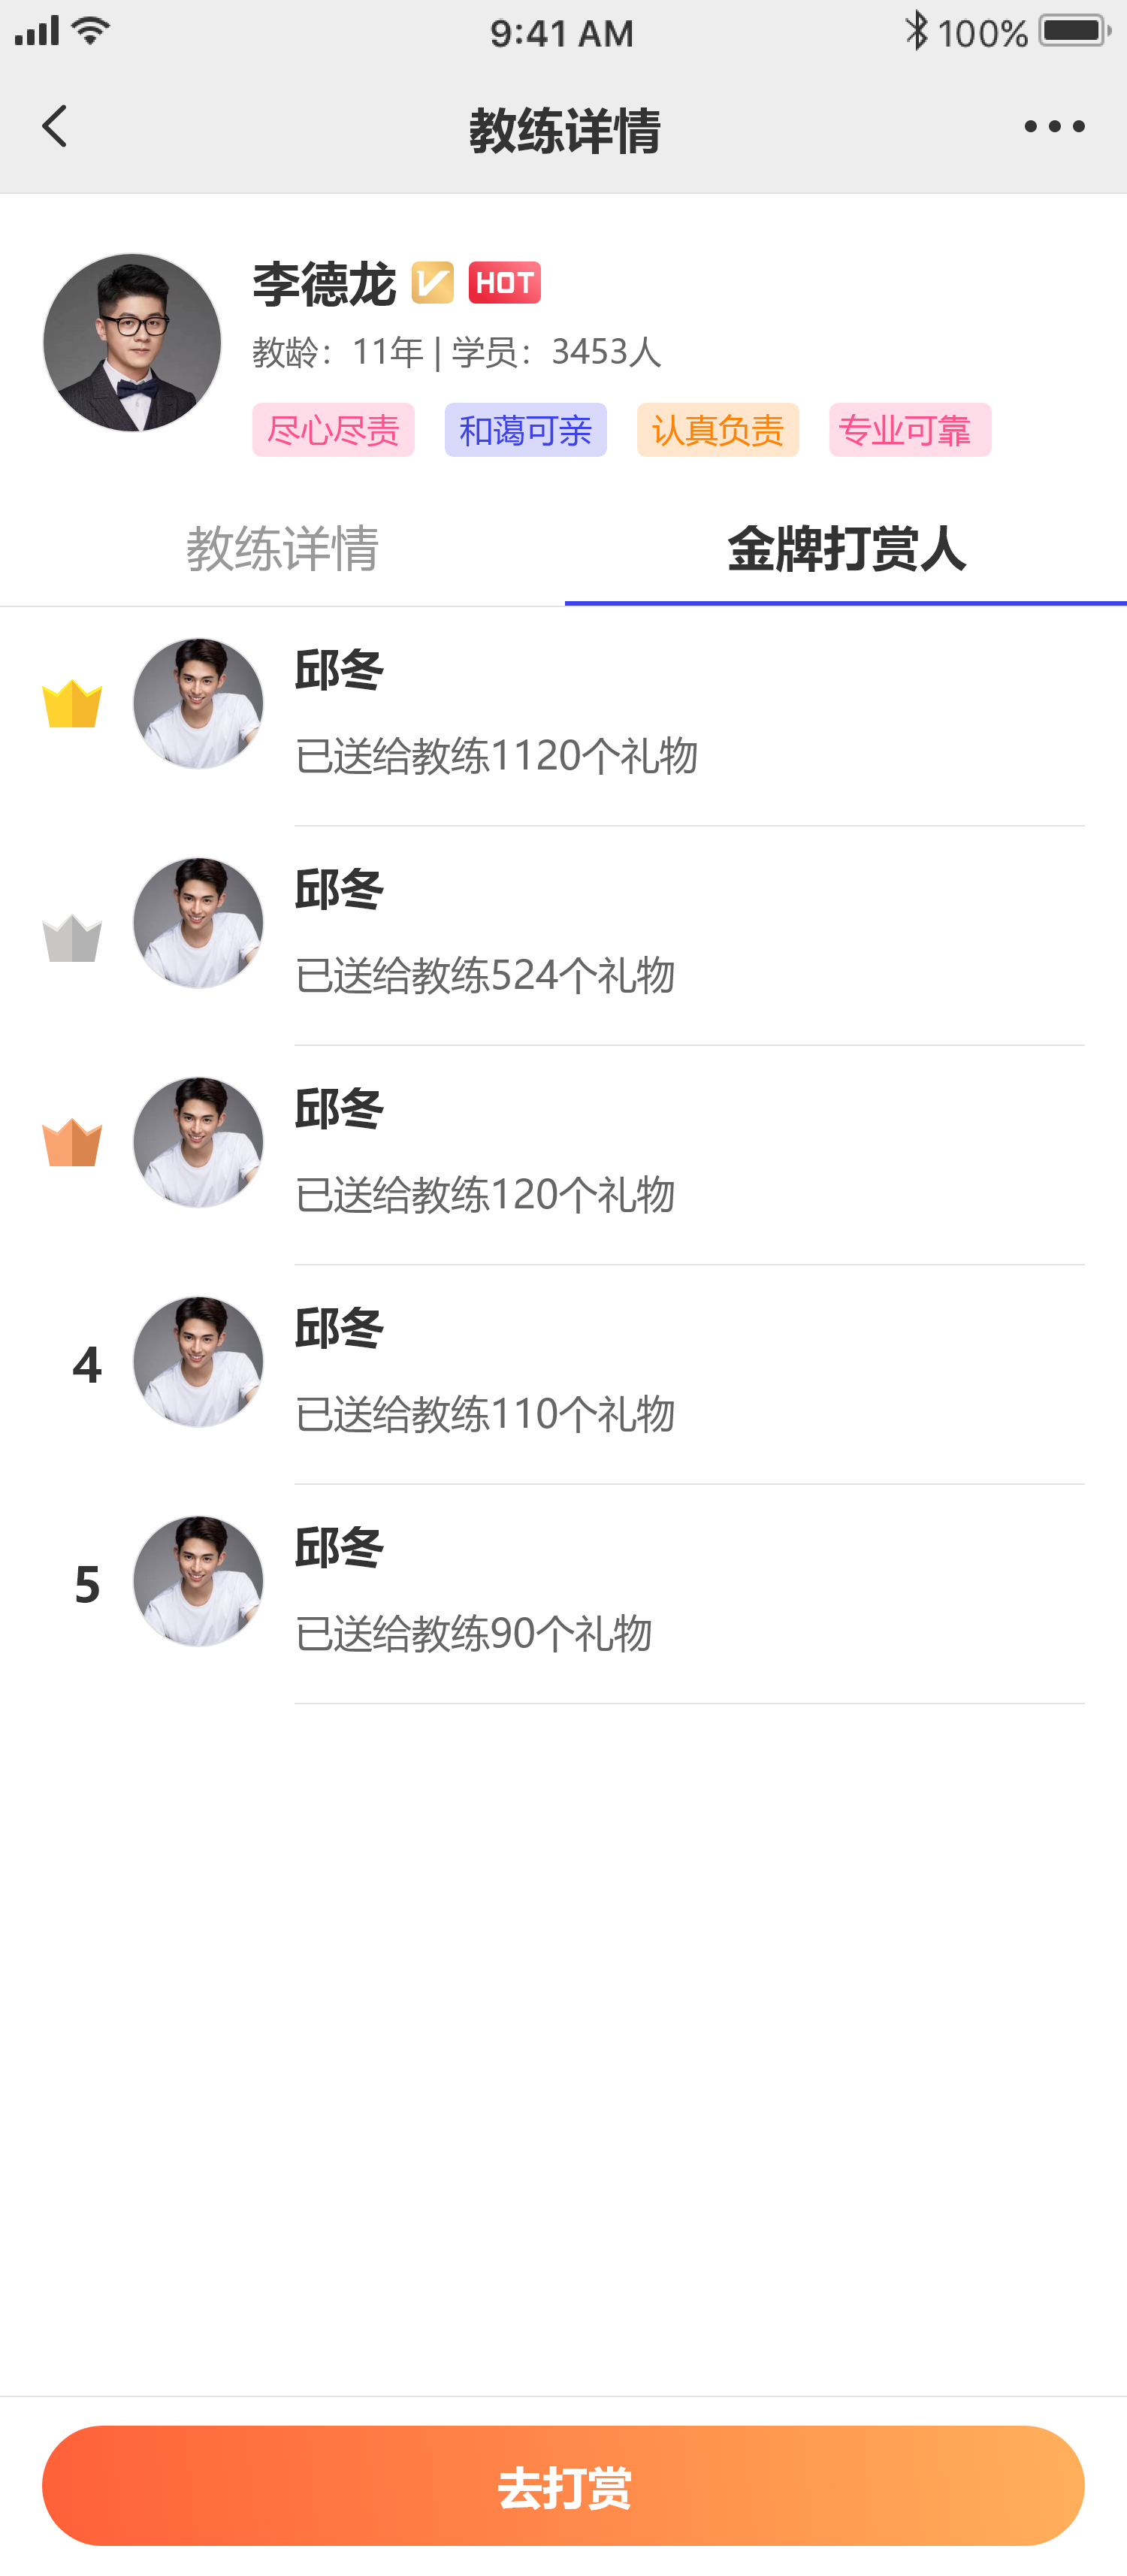 9:41 AM
100%
教练详情
李德龙 V HOT
教龄：11年 | 学员：3453人
尽心尽责 和蔼可亲 认真负责 专业可靠
教练详情 金牌打赏人
邱冬
已送给教练1120个礼物
邱冬
已送给教练524个礼物
邱冬
已送给教练120个礼物
4
邱冬
已送给教练110个礼物
5
邱冬
已送给教练90个礼物
去打赏